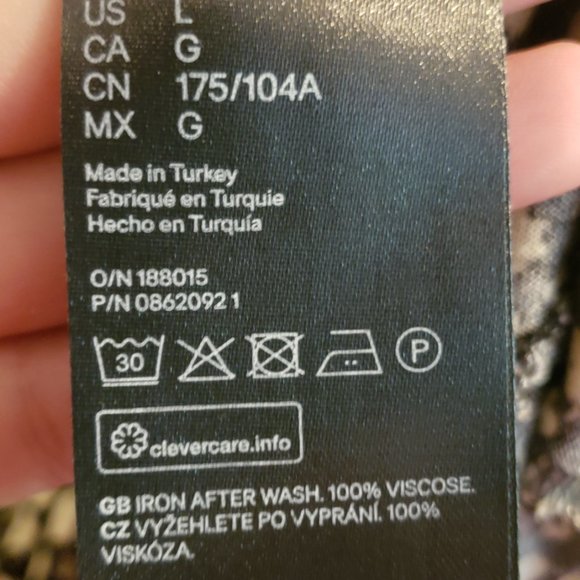 US L
CA G
CN 175/104A
MX G
Made in Turkey
Fabriqué en Turquie
Hecho en Turquía
O/N 188015
P/N 0862092 1
30
P
clevercare.info
GB IRON AFTER WASH. 100% VISCOSE.
CZ VYŽEHLETE PO VYPRÁNÍ. 100%
VISKÓZA.